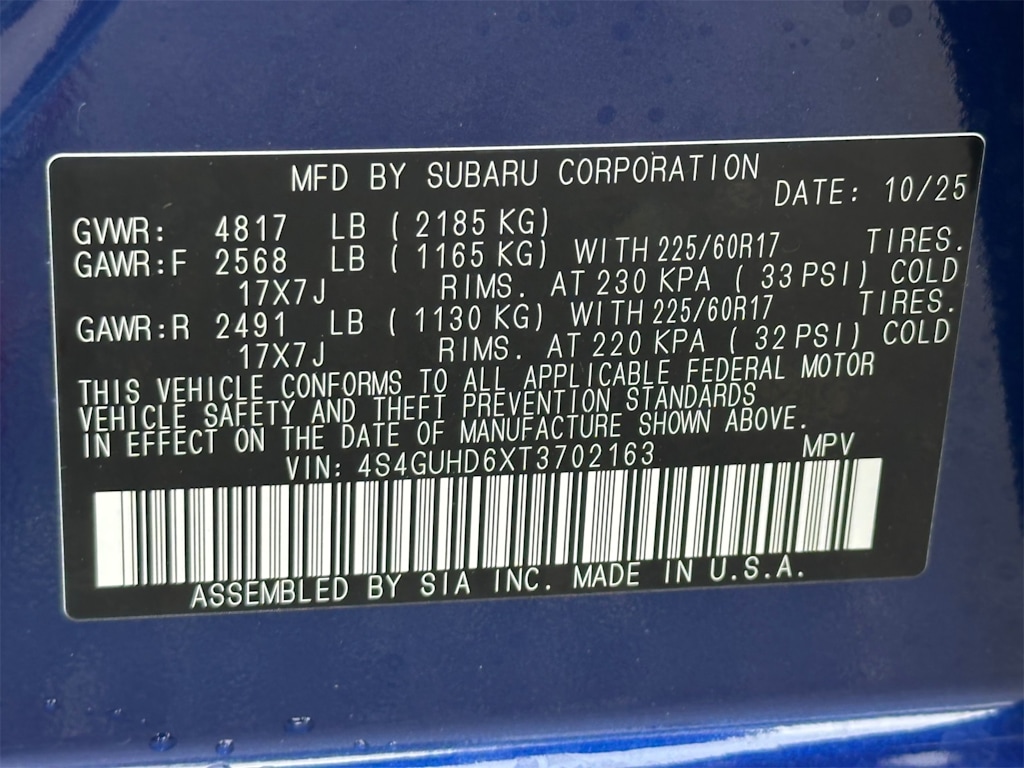 MFD BY SUBARU CORPORATION DATE: 10/25
GVWR: 4817 LB ( 2185 KG)
GAWR:F 2568 LB ( 1165 KG) WITH 225/60R17 TIRES.
17X7J RIMS. AT 230 KPA ( 33 PSI) COLD
GAWR:R 2491 LB ( 1130 KG) WITH 225/60R17 TIRES.
17X7J RIMS. AT 220 KPA ( 32 PSI) COLD
THIS VEHICLE CONFORMS TO ALL APPLICABLE FEDERAL MOTOR
VEHICLE SAFETY AND THEFT PREVENTION STANDARDS
IN EFFECT ON THE DATE OF MANUFACTURE SHOWN ABOVE.
VIN: 4S4GUHD6XT3702163 MPV
ASSEMBLED BY SIA INC. MADE IN U.S.A.